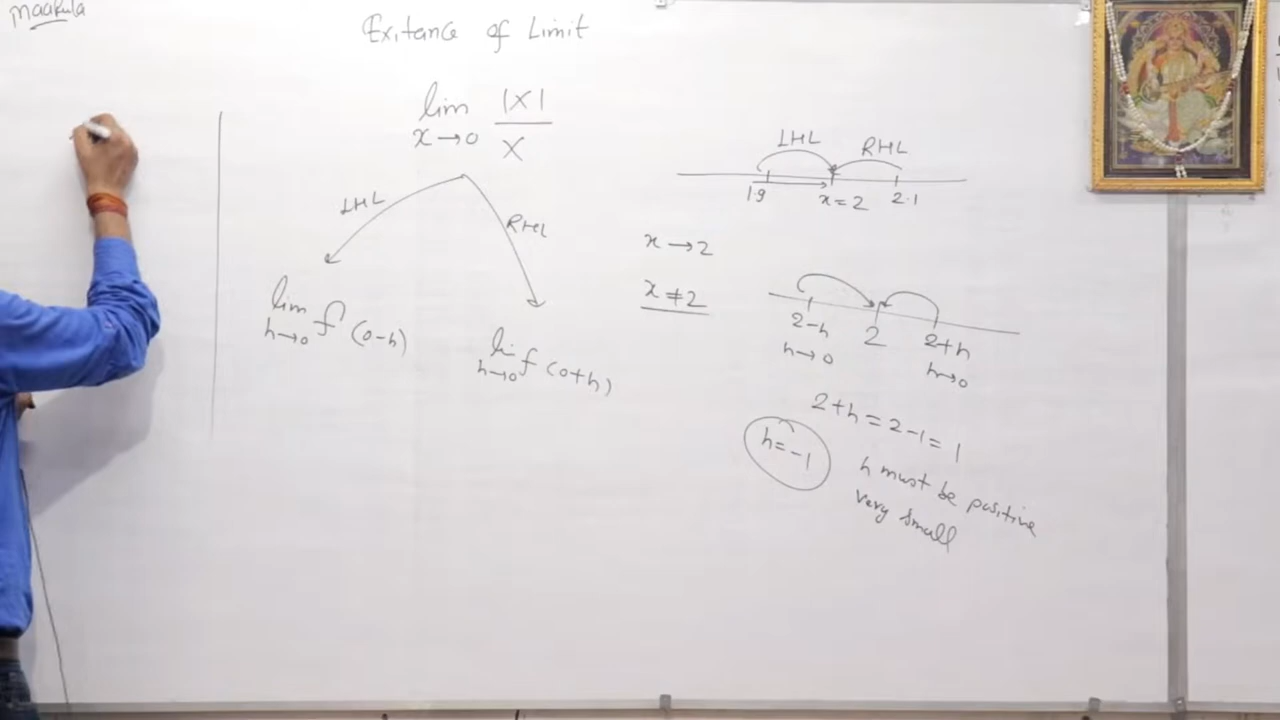 maakula
Exitance of Limit
lim x→0 |x|/x
LHL
RHL
lim h→0 f(0-h)
lim h→0 f(0+h)
LHL RHL
1.9 x=2 2.1
x→2
x≠2
2-h 2 2+h
h→0 h→0
2+h=2-1=1
h=-1
h must be positive
very small